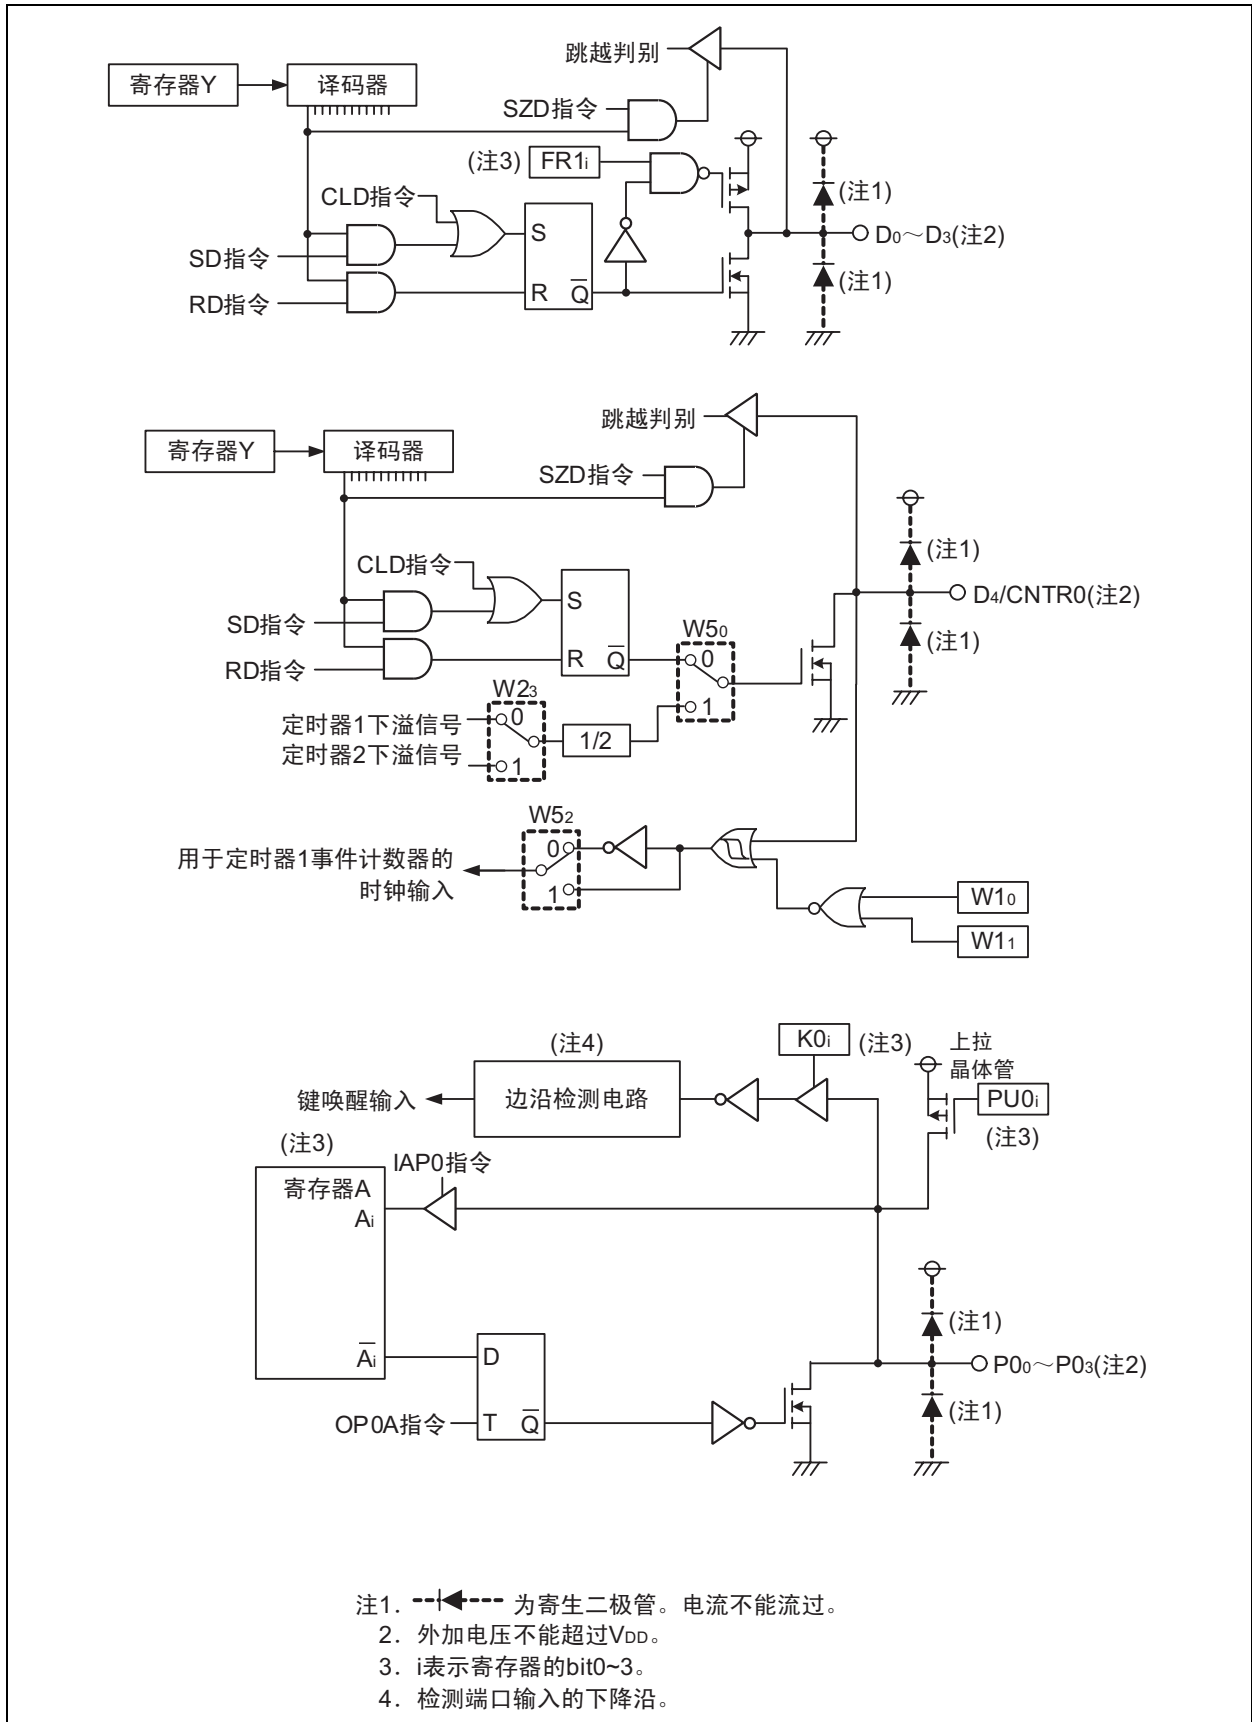 跳越判别
寄存器Y
译码器
SZD指令
(注3)
FR1i
CLD指令
(注1)
S
D0～D3(注2)
SD指令
(注1)
R
Q̅
RD指令
跳越判别
寄存器Y
译码器
SZD指令
(注1)
CLD指令
S
D4/CNTR0(注2)
SD指令
W50
(注1)
R
Q̅
0
RD指令
W23
1
定时器1下溢信号
0
1/2
定时器2下溢信号
1
W52
0
用于定时器1事件计数器的
时钟输入
1
W10
W11
(注4)
K0i
(注3)
上拉
晶体管
键唤醒输入
边沿检测电路
PU0i
(注3)
(注3)
IAP0指令
寄存器A
Ai
(注1)
A̅i
D
P00～P03(注2)
OP0A指令
T
Q̅
(注1)
注1. 为寄生二极管。电流不能流过。
2. 外加电压不能超过VDD。
3. i表示寄存器的bit0~3。
4. 检测端口输入的下降沿。